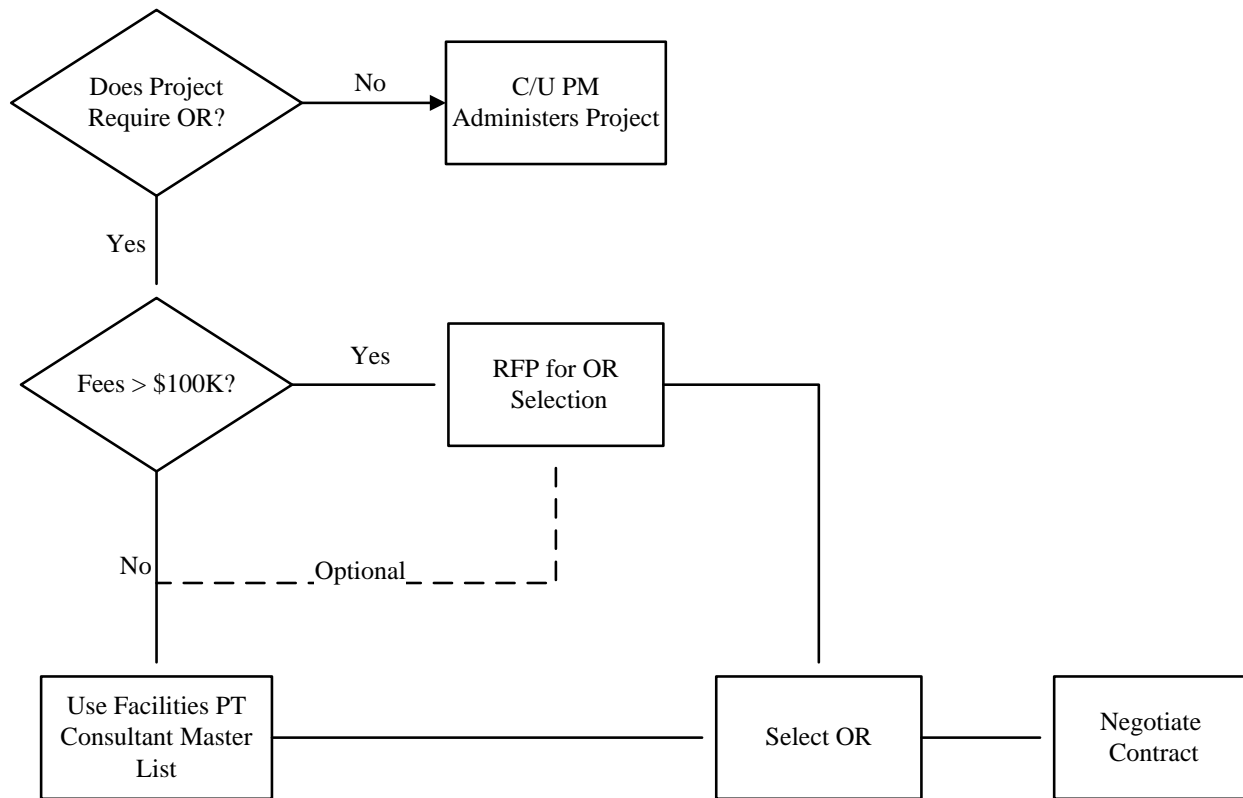 Does Project
Require OR?
No
C/U PM
Administers Project
Yes
Fees > $100K?
Yes
RFP for OR
Selection
No
Optional
Use Facilities PT
Consultant Master
List
Select OR
Negotiate
Contract